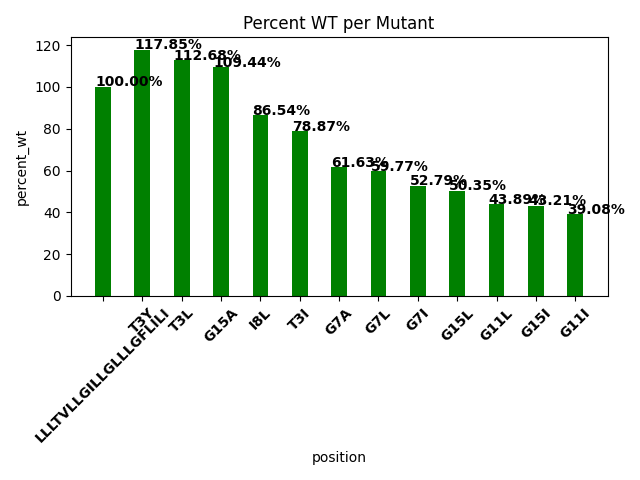 Percent WT per Mutant
percent_wt
120
100
80
60
40
20
0
100.00%
117.85%
112.68%
109.44%
86.54%
78.87%
61.63%
59.77%
52.79%
50.35%
43.89%
43.21%
39.08%
LLLTVLLGILLGLLLGFLILI
T3Y
T3L
G15A
I8L
T3I
G7A
G7L
G7I
G15L
G11L
G15I
G11I
position